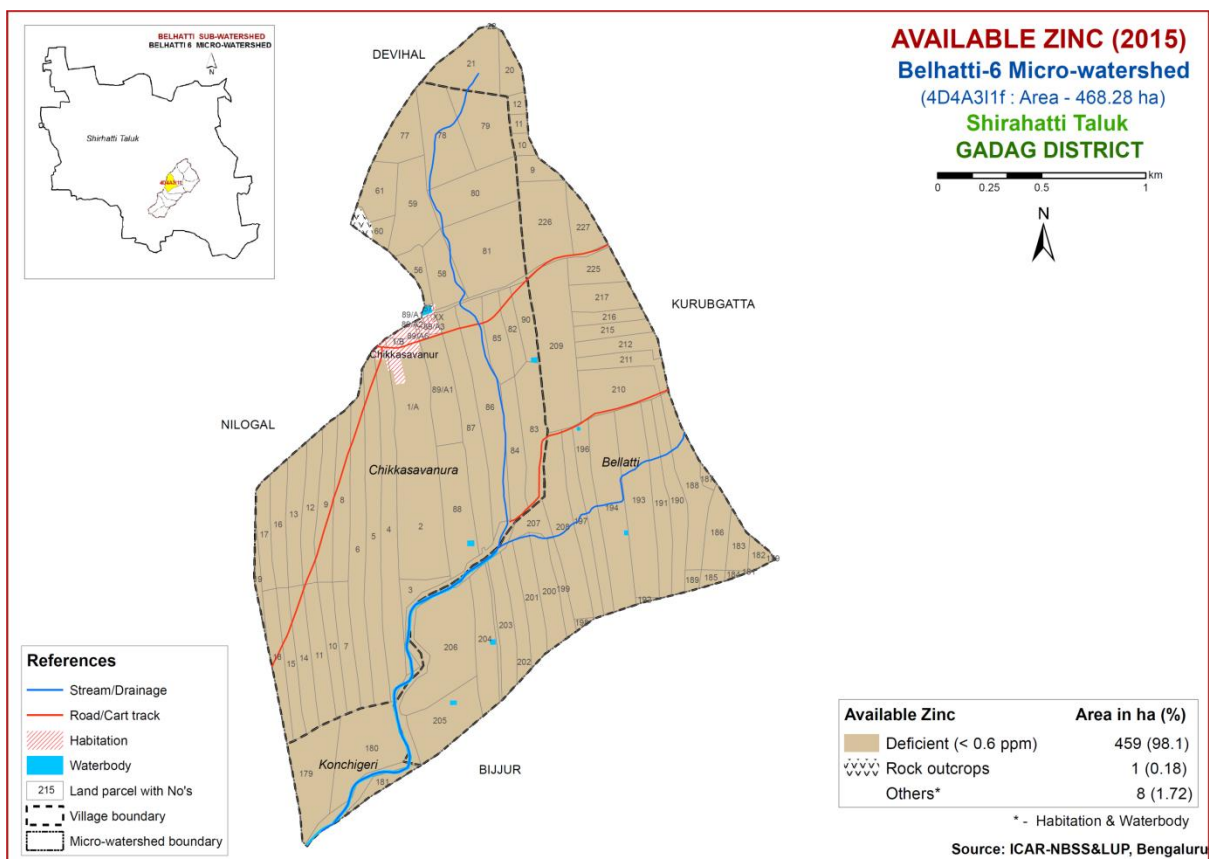 BELHATTI SUB-WATERSHED
BELHATTI 6 MICRO-WATERSHED
N
Shirhatti Taluk
4D4A3I1f
AVAILABLE ZINC (2015)
Belhatti-6 Micro-watershed
(4D4A3I1f : Area - 468.28 ha)
Shirahatti Taluk
GADAG DISTRICT
km
0 0.25 0.5 1
N
DEVIHAL
21
20
12
11
10
9
77
78
79
80
61
59
60
226
227
81
56
58
225
217
216
215
212
211
210
KURUBGATTA
89/A
XX
1/B
Chikkasavanur
85
82
90
209
89/A1
1/A
86
87
83
84
NILOGAL
Chikkasavanura
Bellatti
196
16
13
12
9
8
17
6
5
4
2
88
207
208
197
194
193
191
190
188
187
186
183
182
179
189
185
184
181
192
3
201
200
199
198
203
204
202
206
205
18
15
14
11
10
7
180
179
Konchigeri
181
BIJJUR
References
Stream/Drainage
Road/Cart track
Habitation
Waterbody
215 Land parcel with No's
Village boundary
Micro-watershed boundary
Available Zinc Area in ha (%)
Deficient (< 0.6 ppm) 459 (98.1)
Rock outcrops 1 (0.18)
Others* 8 (1.72)
* - Habitation & Waterbody
Source: ICAR-NBSS&LUP, Bengaluru